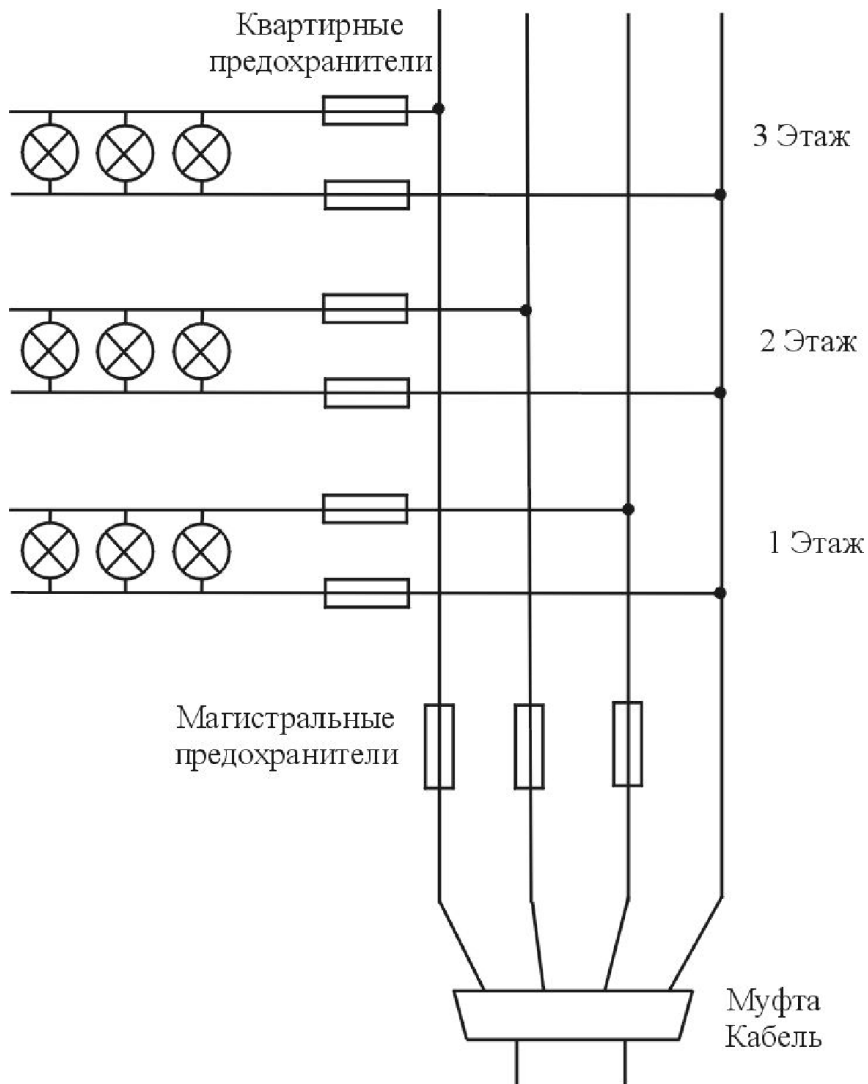 Квартирные
предохранители
3 Этаж
2 Этаж
1 Этаж
Магистральные
предохранители
Муфта
Кабель